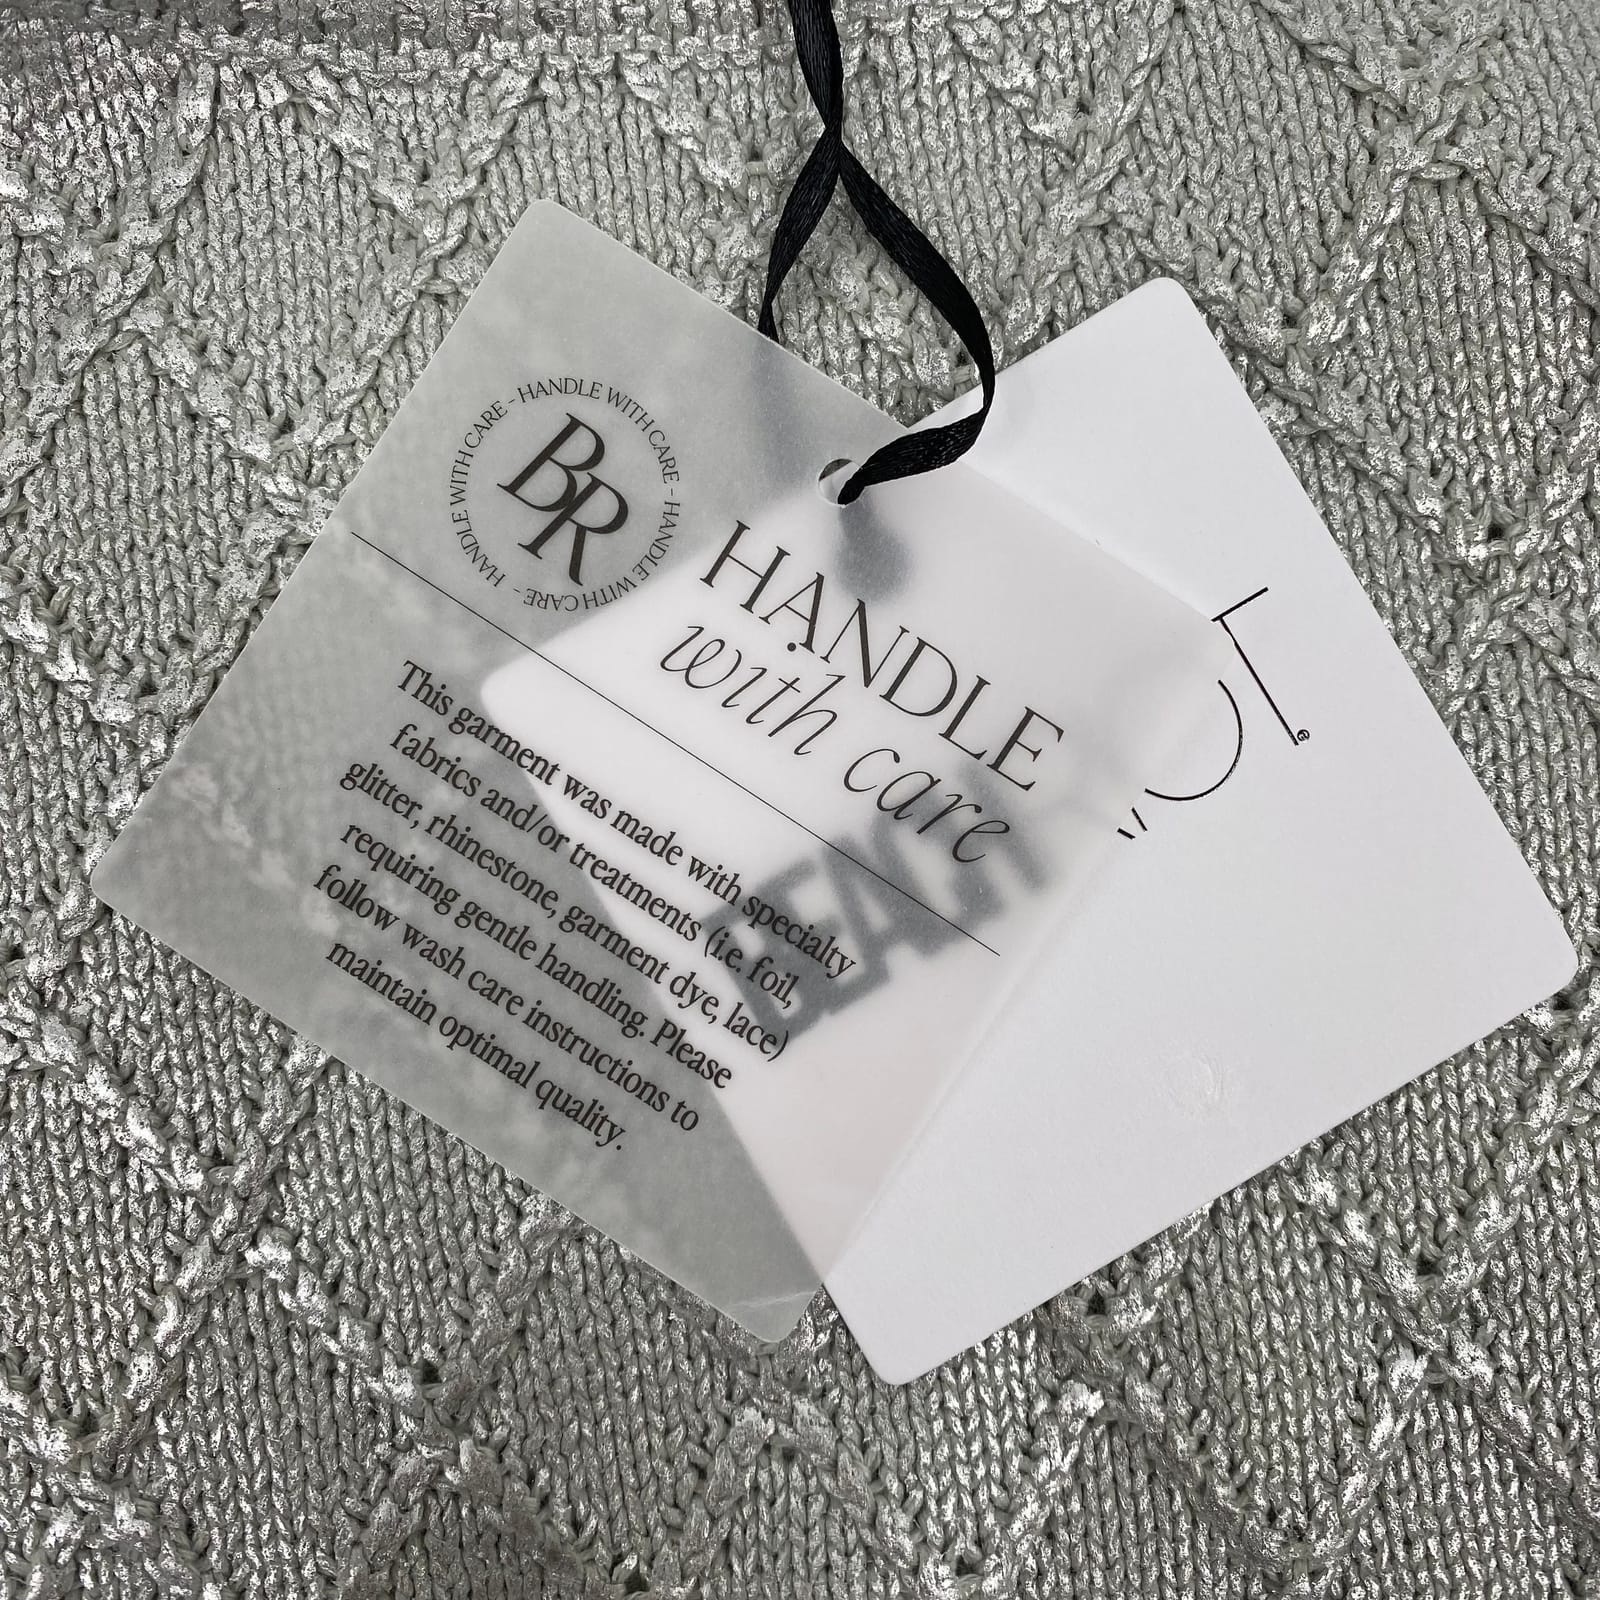 HANDLE WITH CARE - HANDLE WITH CARE - HANDLE WITH CARE -
BR
HANDLE
with care
This garment was made with specialty
fabrics and/or treatments (i.e. foil,
glitter, rhinestone, garment dye, lace)
requiring gentle handling. Please
follow wash care instructions to
maintain optimal quality.